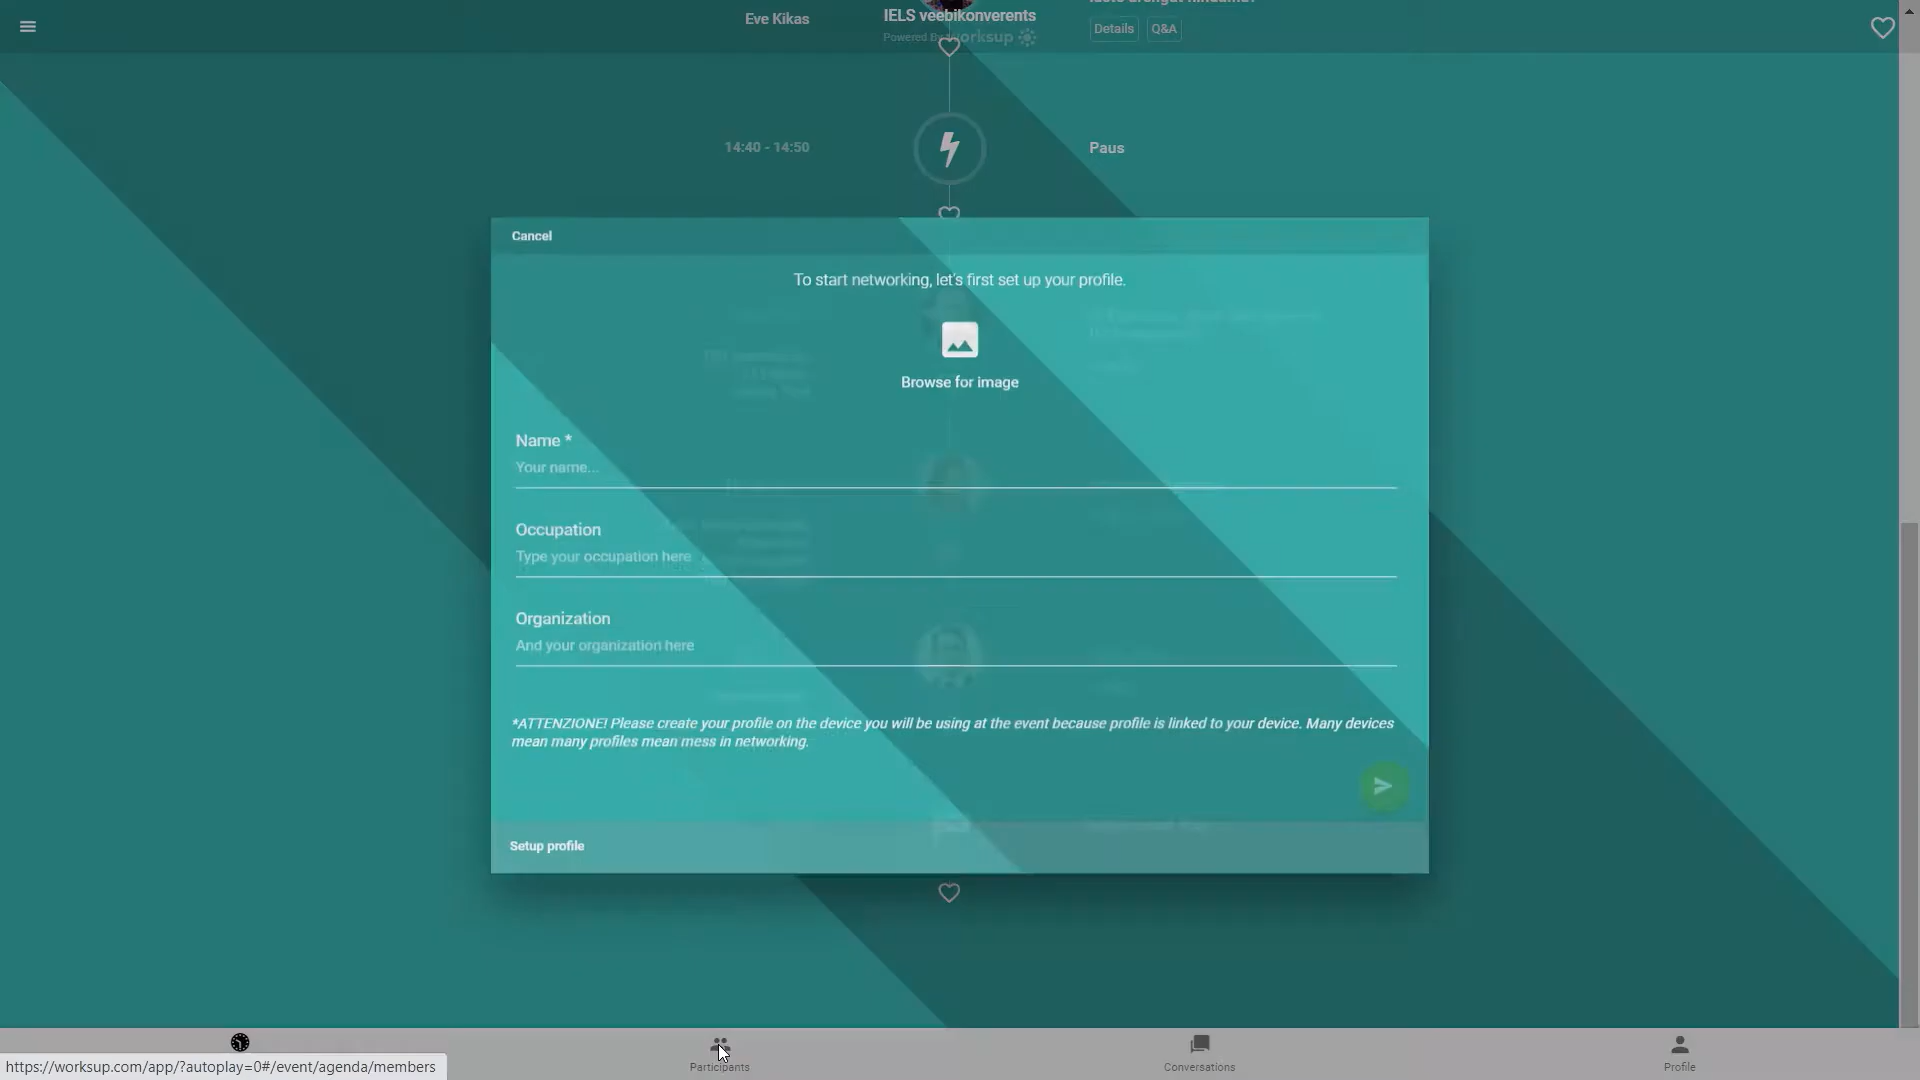 Eve Kikas
IELS veebikonverents
Powered By worksup
Details
Q&A
14:40 - 14:50
Paus
Cancel
To start networking, let's first set up your profile.
Browse for image
Name *
Your name...
Occupation
Type your occupation here
Organization
And your organization here
*ATTENZIONE! Please create your profile on the device you will be using at the event because profile is linked to your device. Many devices
mean many profiles mean mess in networking.
Setup profile
https://worksup.com/app/?autoplay=0#/event/agenda/members
Participants
Conversations
Profile